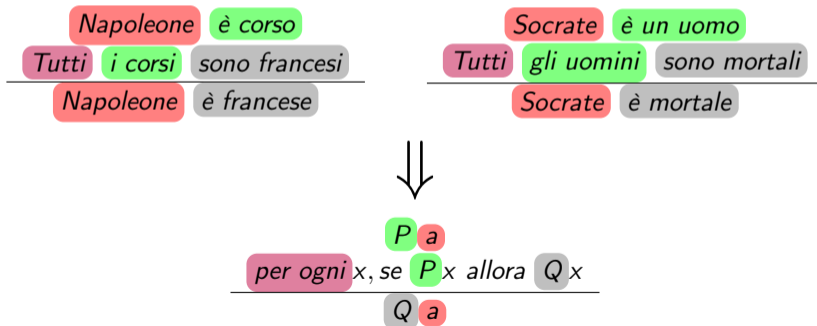 Napoleone è corso
Tutti i corsi sono francesi
Napoleone è francese
Socrate è un uomo
Tutti gli uomini sono mortali
Socrate è mortale
⇓
P a
per ogni x, se P x allora Q x
Q a